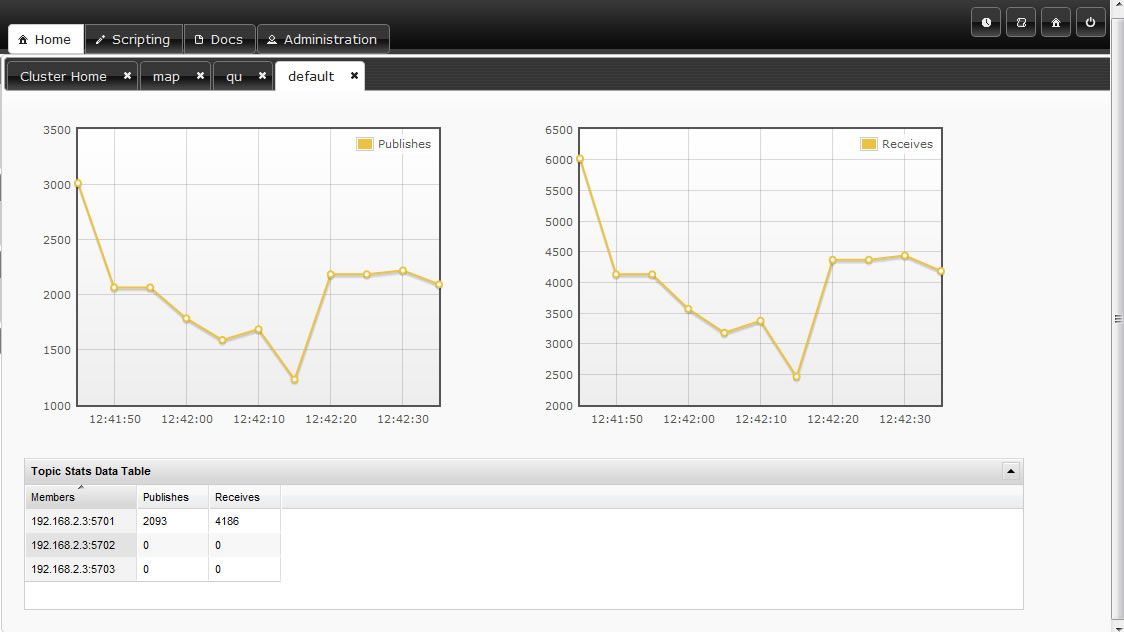 Home Scripting Docs Administration
Cluster Home map qu default
Publishes
3500
3000
2500
2000
1500
1000
12:41:50 12:42:00 12:42:10 12:42:20 12:42:30
Receives
6500
6000
5500
5000
4500
4000
3500
3000
2500
2000
12:41:50 12:42:00 12:42:10 12:42:20 12:42:30
Topic Stats Data Table
Members Publishes Receives
192.168.2.3:5701 2093 4186
192.168.2.3:5702 0 0
192.168.2.3:5703 0 0